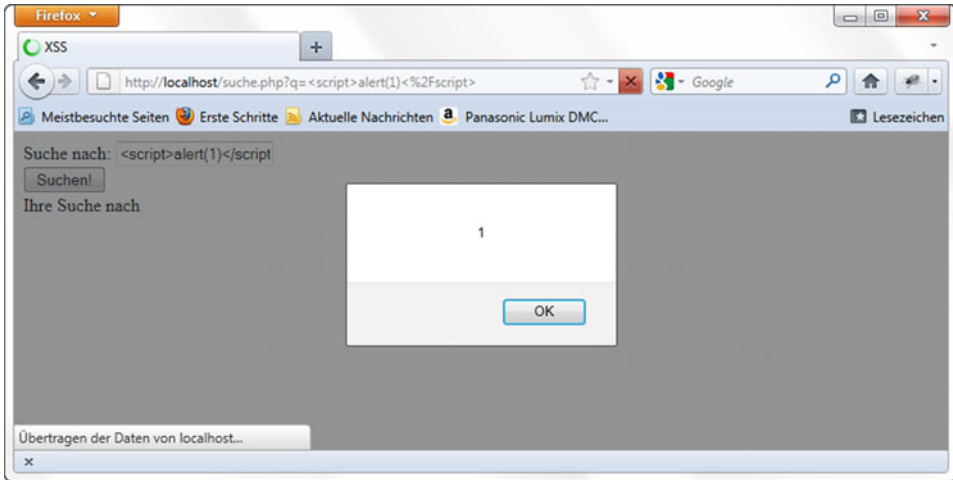 Firefox
XSS
http://localhost/suche.php?q=<script>alert(1)<%2Fscript>
Google
Meistbesuchte Seiten Erste Schritte Aktuelle Nachrichten a Panasonic Lumix DMC... Lesezeichen
Suche nach: <script>alert(1)</script
Suchen!
Ihre Suche nach
1
OK
Übertragen der Daten von localhost...